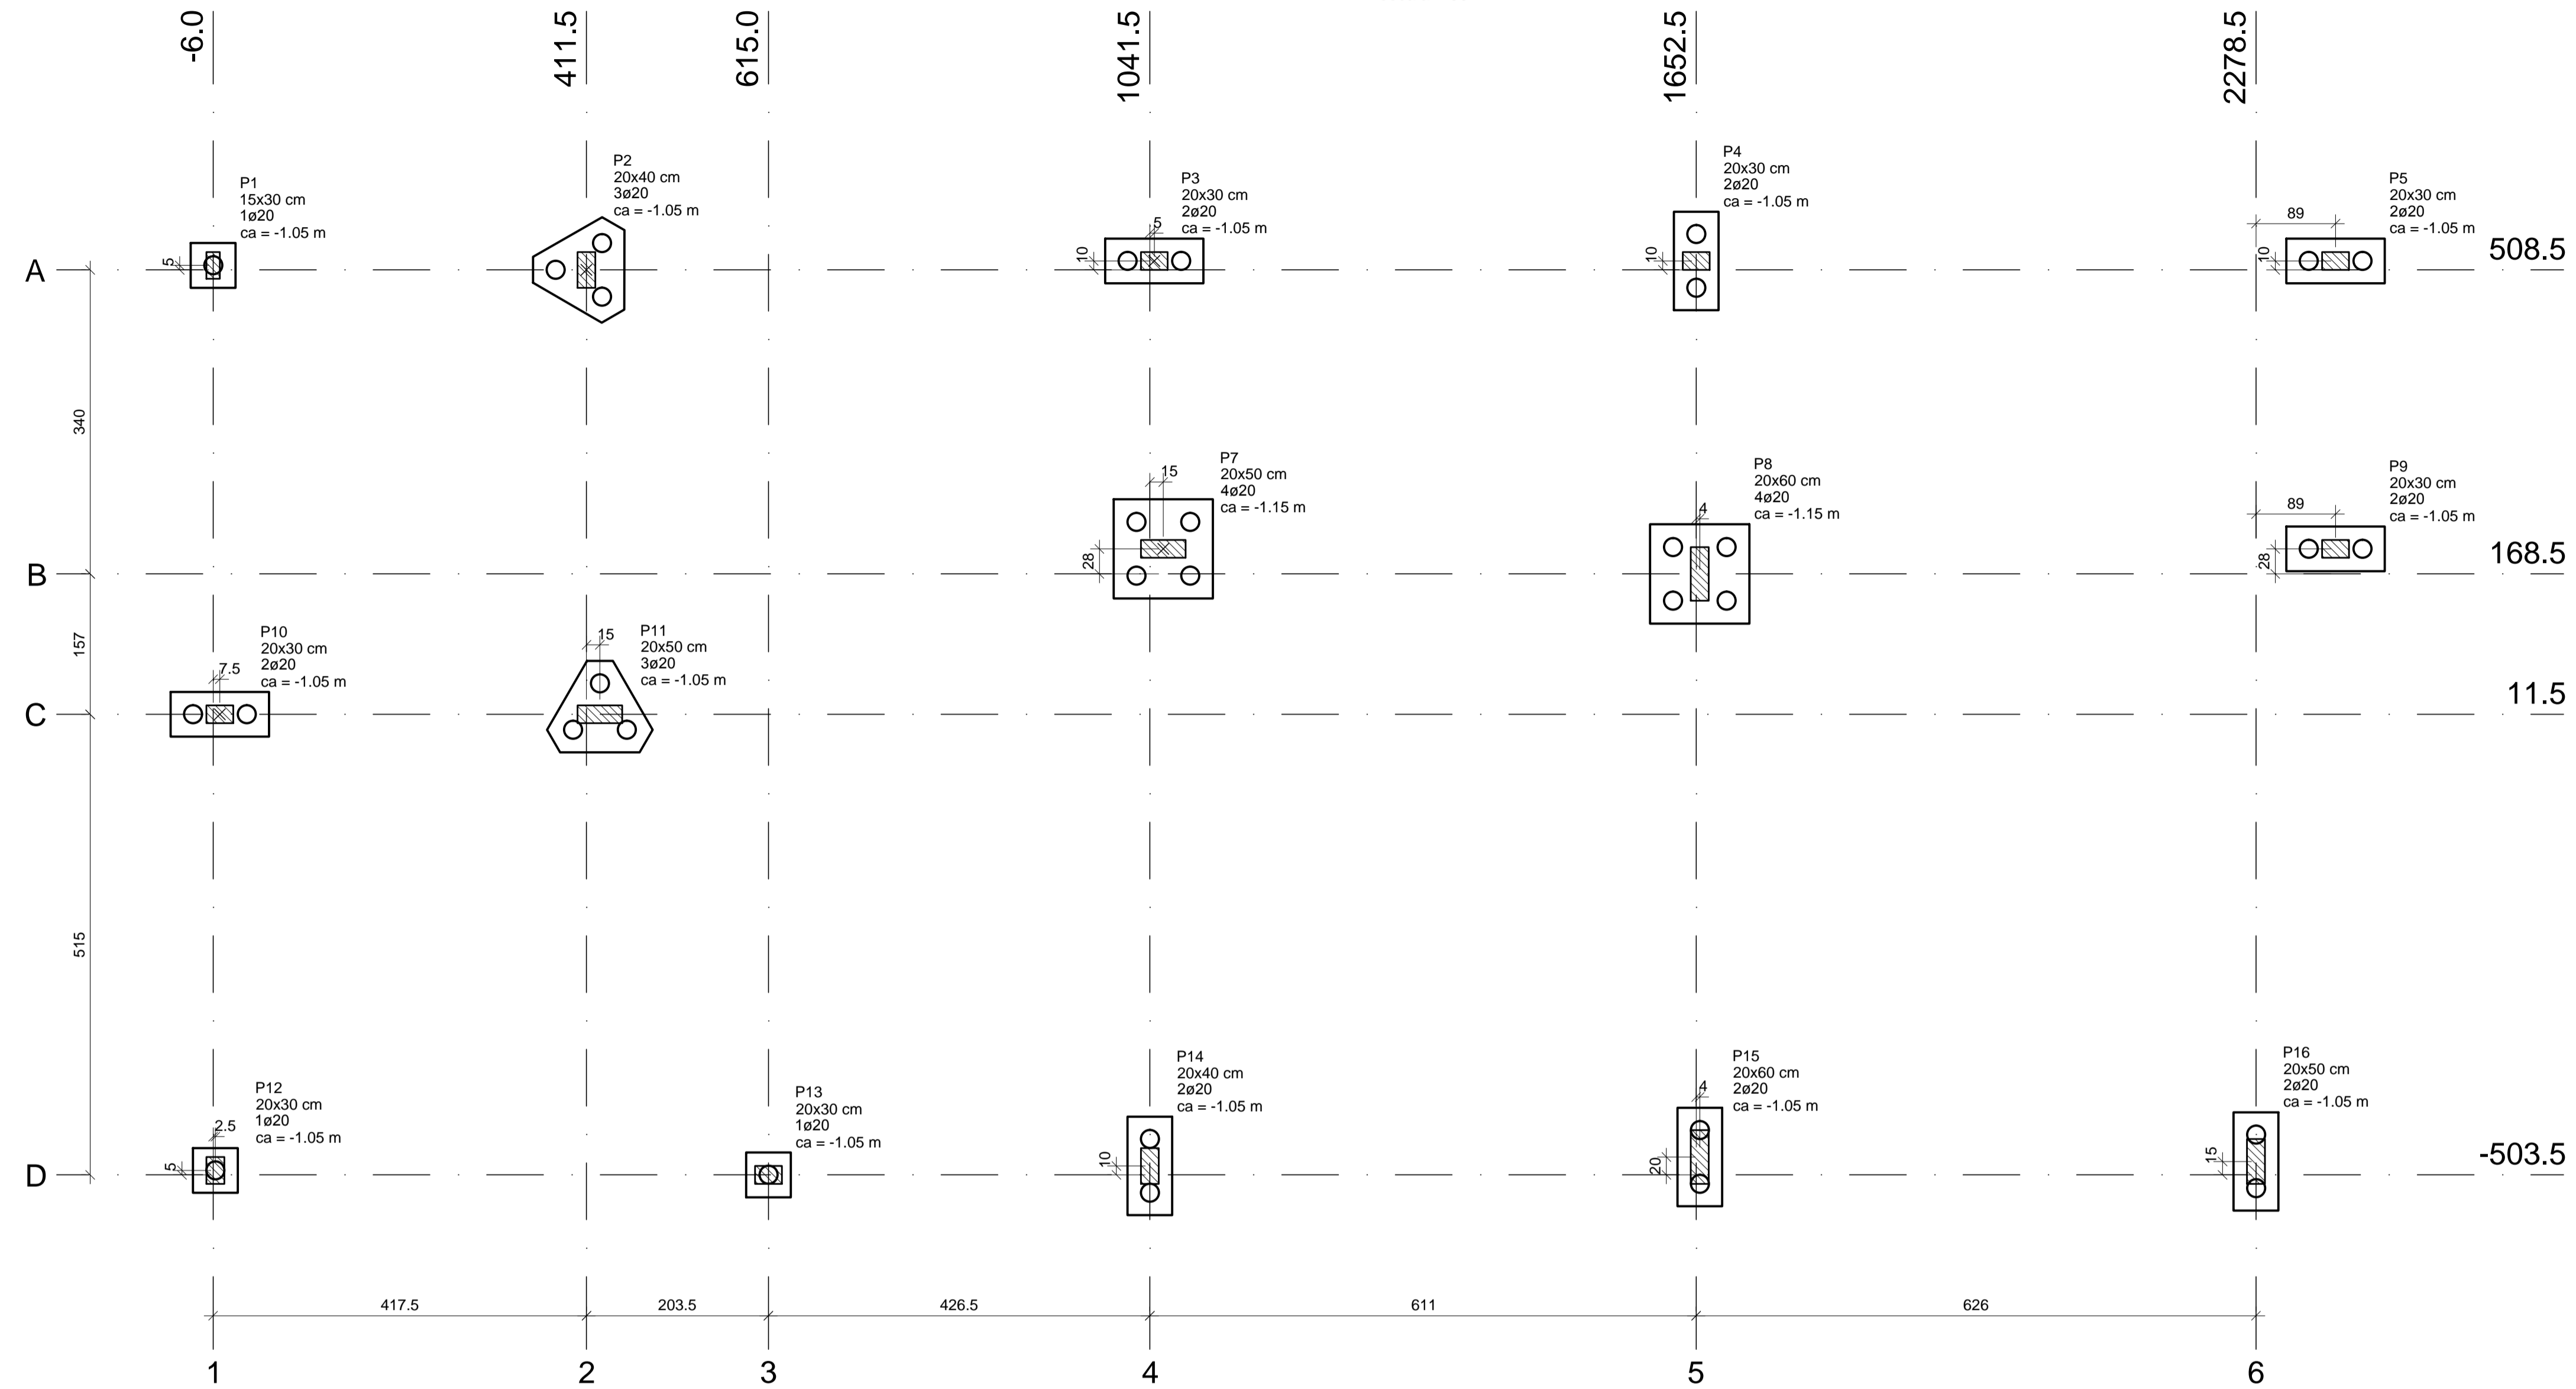 -6.0
411.5
615.0
1041.5
1652.5
2278.5
P1
15x30 cm
1ø20
ca = -1.05 m
5
P2
20x40 cm
3ø20
ca = -1.05 m
P3
20x30 cm
2ø20
ca = -1.05 m
5
10
P4
20x30 cm
2ø20
ca = -1.05 m
10
P5
20x30 cm
2ø20
ca = -1.05 m
89
10
A
508.5
340
P7
20x50 cm
4ø20
ca = -1.15 m
15
28
P8
20x60 cm
4ø20
ca = -1.15 m
4
P9
20x30 cm
2ø20
ca = -1.05 m
89
28
B
168.5
157
P10
20x30 cm
2ø20
ca = -1.05 m
7.5
P11
20x50 cm
3ø20
ca = -1.05 m
15
C
11.5
515
P12
20x30 cm
1ø20
ca = -1.05 m
2.5
5
P13
20x30 cm
1ø20
ca = -1.05 m
P14
20x40 cm
2ø20
ca = -1.05 m
10
P15
20x60 cm
2ø20
ca = -1.05 m
4
20
P16
20x50 cm
2ø20
ca = -1.05 m
15
D
-503.5
417.5
203.5
426.5
611
626
1
2
3
4
5
6